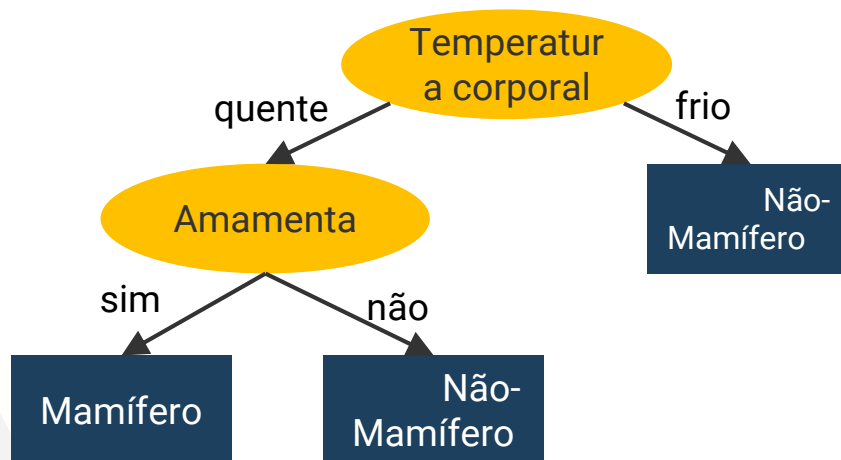 Temperatur
a corporal
quente
frio
Amamenta
Não-
Mamífero
sim
não
Mamífero
Não-
Mamífero